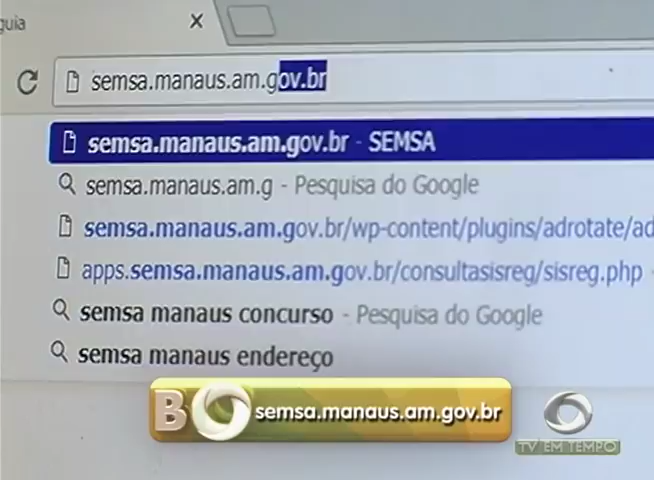 guia
semsa.manaus.am.gov.br
semsa.manaus.am.gov.br - SEMSA
semsa.manaus.am.g - Pesquisa do Google
semsa.manaus.am.gov.br/wp-content/plugins/adrotate/ad
apps.semsa.manaus.am.gov.br/consultasisreg/sisreg.php -
semsa manaus concurso - Pesquisa do Google
semsa manaus endereço
B semsa.manaus.am.gov.br
TV EM TEMPO